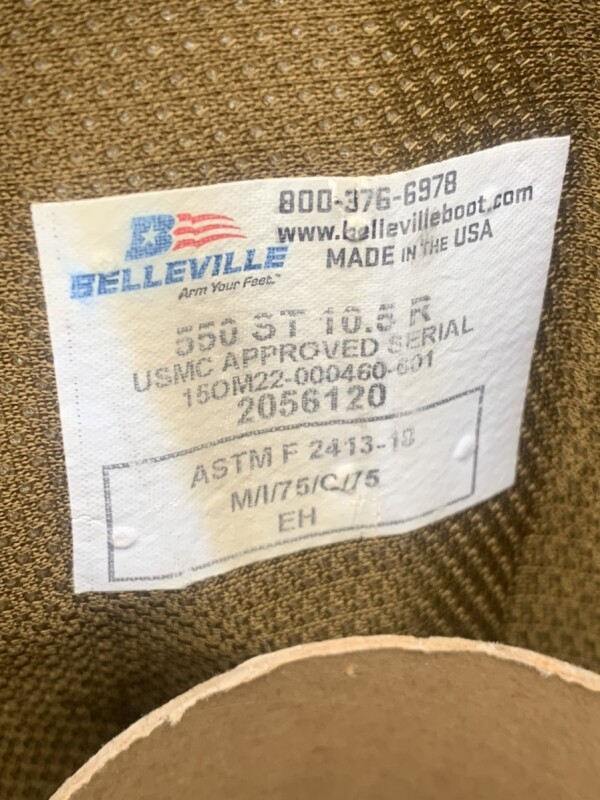 800-376-6978
www.bellevilleboot.com
MADE IN THE USA
B
BELLEVILLE
Arm Your Feet.™
550 ST 10.5 R
USMC APPROVED SERIAL
15OM22-000460-601
2056120
ASTM F 2413-18
M/I/75/C/75
EH